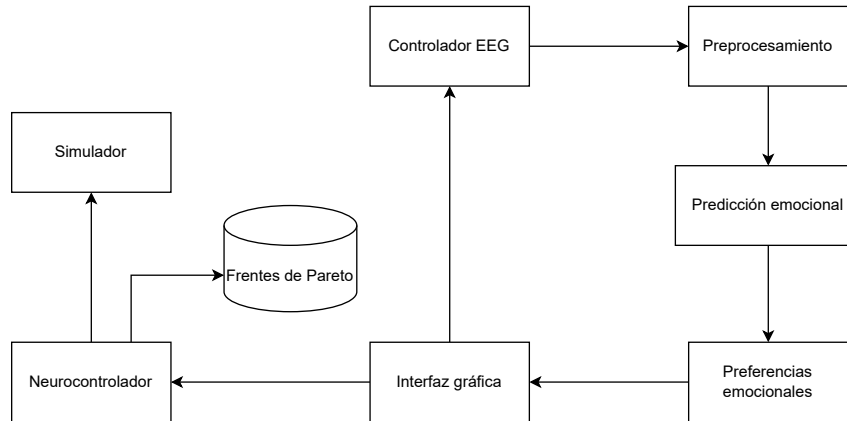 Controlador EEG
Preprocesamiento
Simulador
Predicción emocional
Frentes de Pareto
Neurocontrolador
Interfaz gráfica
Preferencias
emocionales